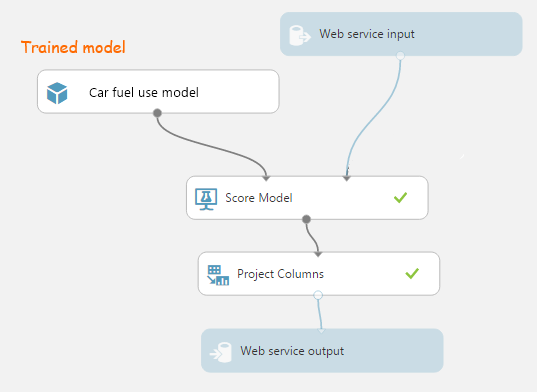 Web service input
Trained model
Car fuel use model
Score Model
Project Columns
Web service output